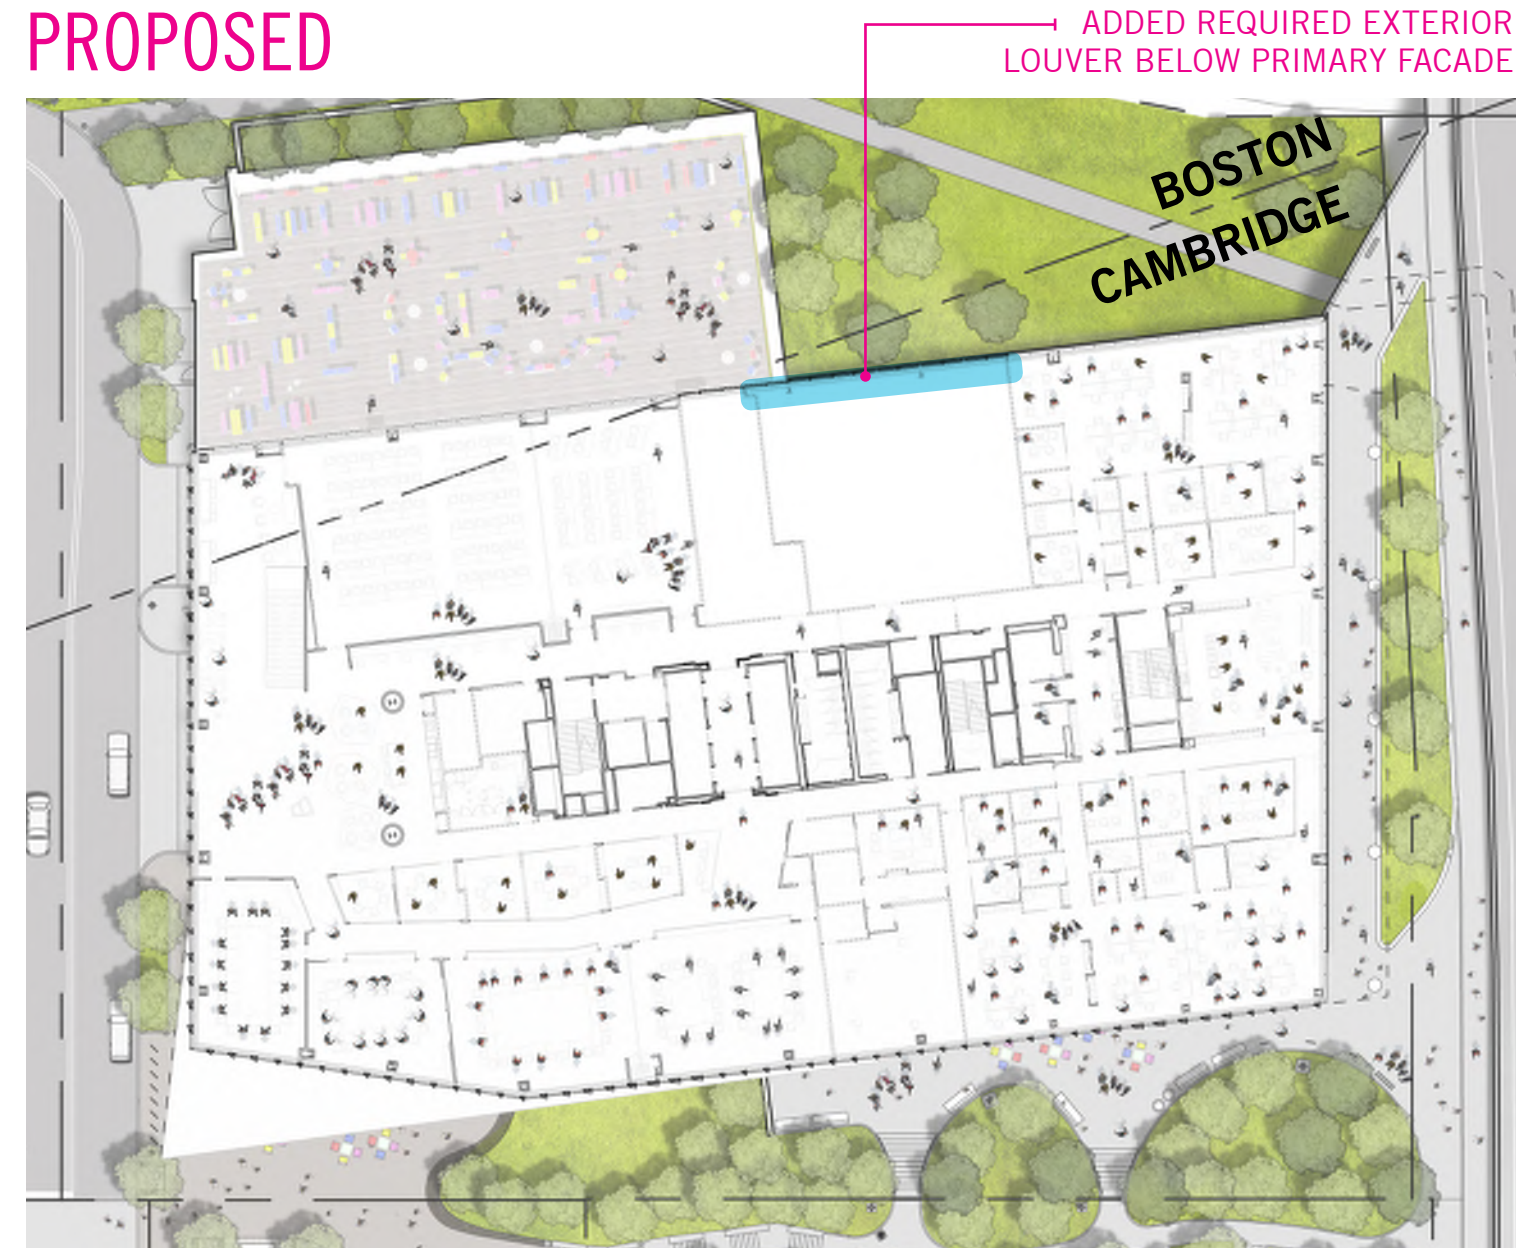 PROPOSED
ADDED REQUIRED EXTERIOR
LOUVER BELOW PRIMARY FACADE
BOSTON
CAMBRIDGE